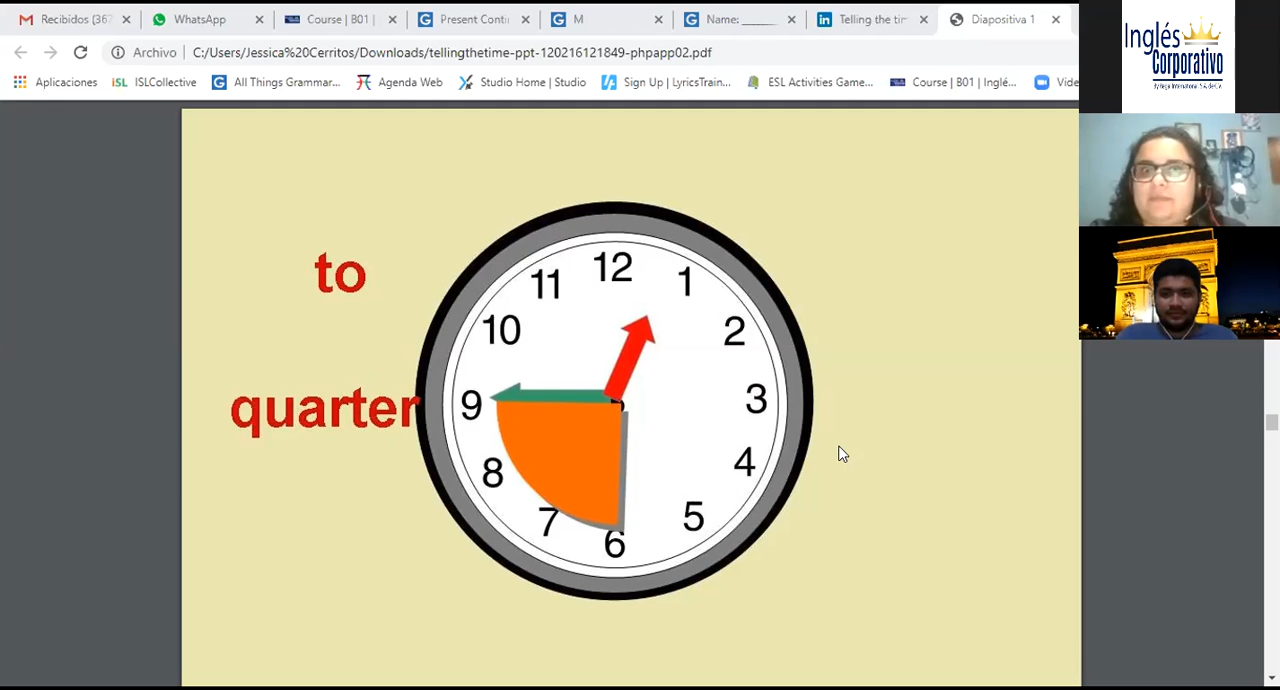 Recibidos (367
WhatsApp
Course | B01 |
Present Conti
M
Name: ______
Telling the tim
Diapositiva 1
Archivo
C:/Users/Jessica%20Cerritos/Downloads/tellingthetime-ppt-120216121849-phpapp02.pdf
Aplicaciones
iSL ISLCollective
G All Things Grammar...
Agenda Web
Studio Home | Studio
Sign Up | LyricsTrain...
ESL Activities Game...
Course | B01 | Inglé...
Vide
Inglés
Corporativo
to
quarter
12
1
2
3
4
5
6
7
8
9
10
11